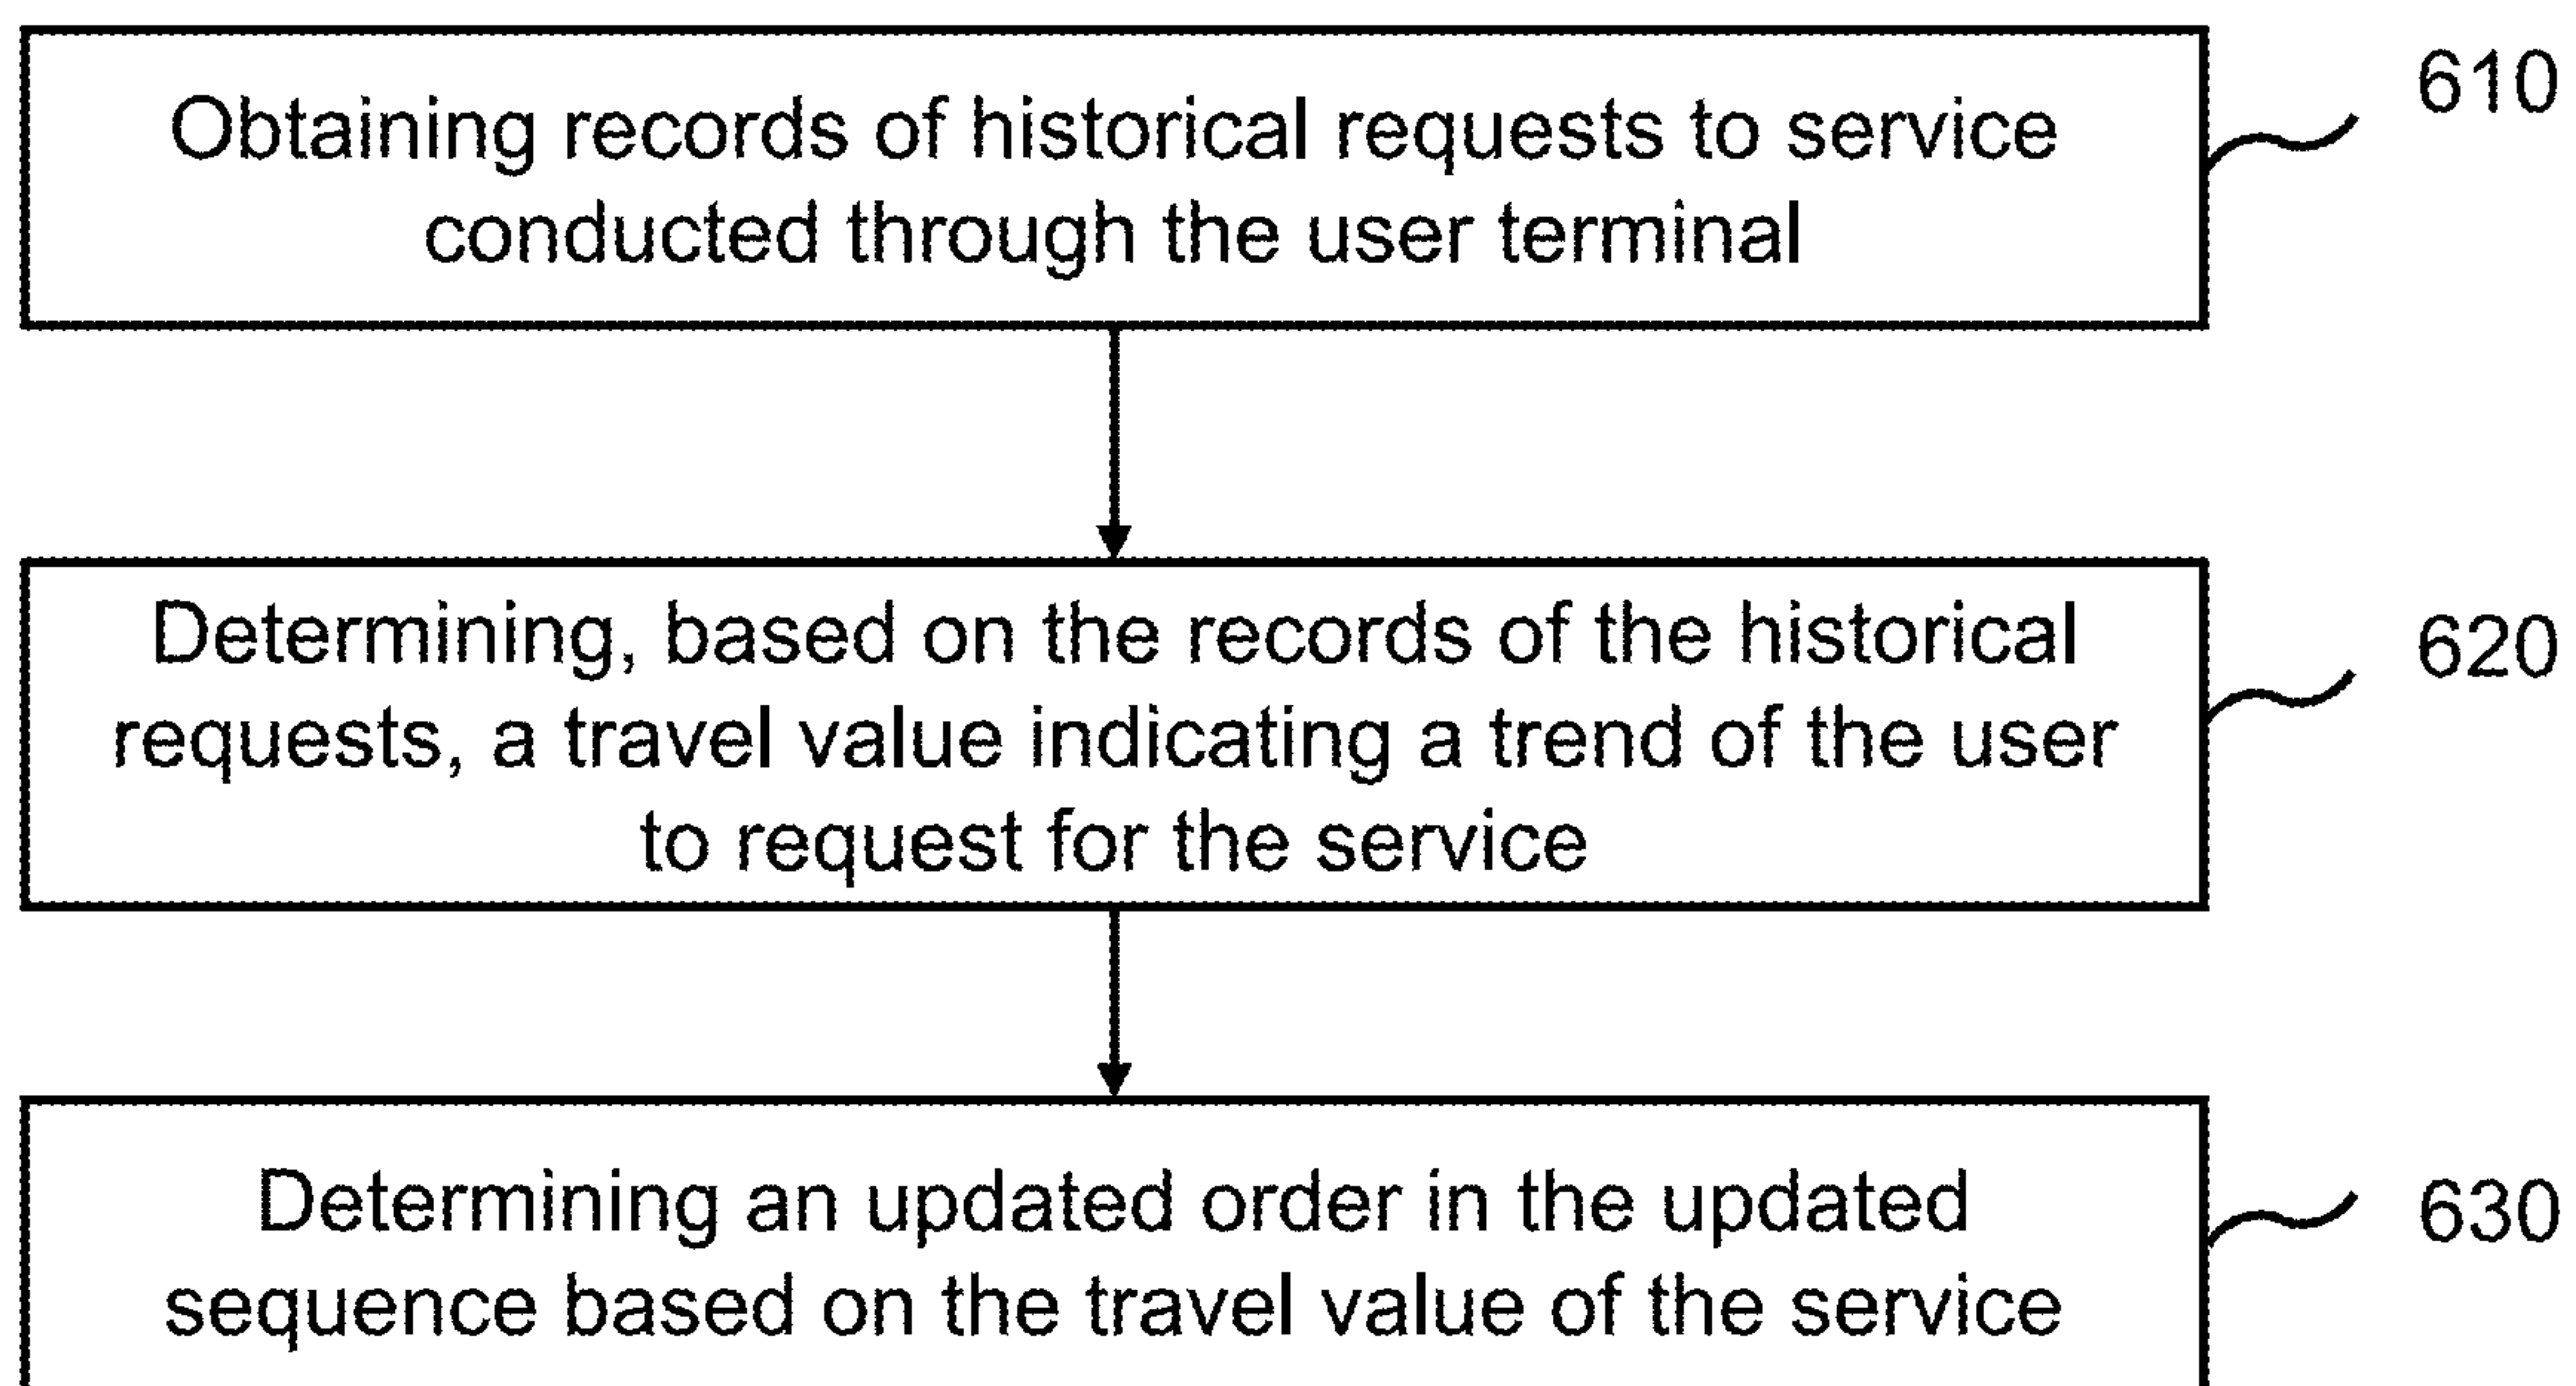 Obtaining records of historical requests to service
conducted through the user terminal
610
Determining, based on the records of the historical
requests, a travel value indicating a trend of the user
to request for the service
620
Determining an updated order in the updated
sequence based on the travel value of the service
630